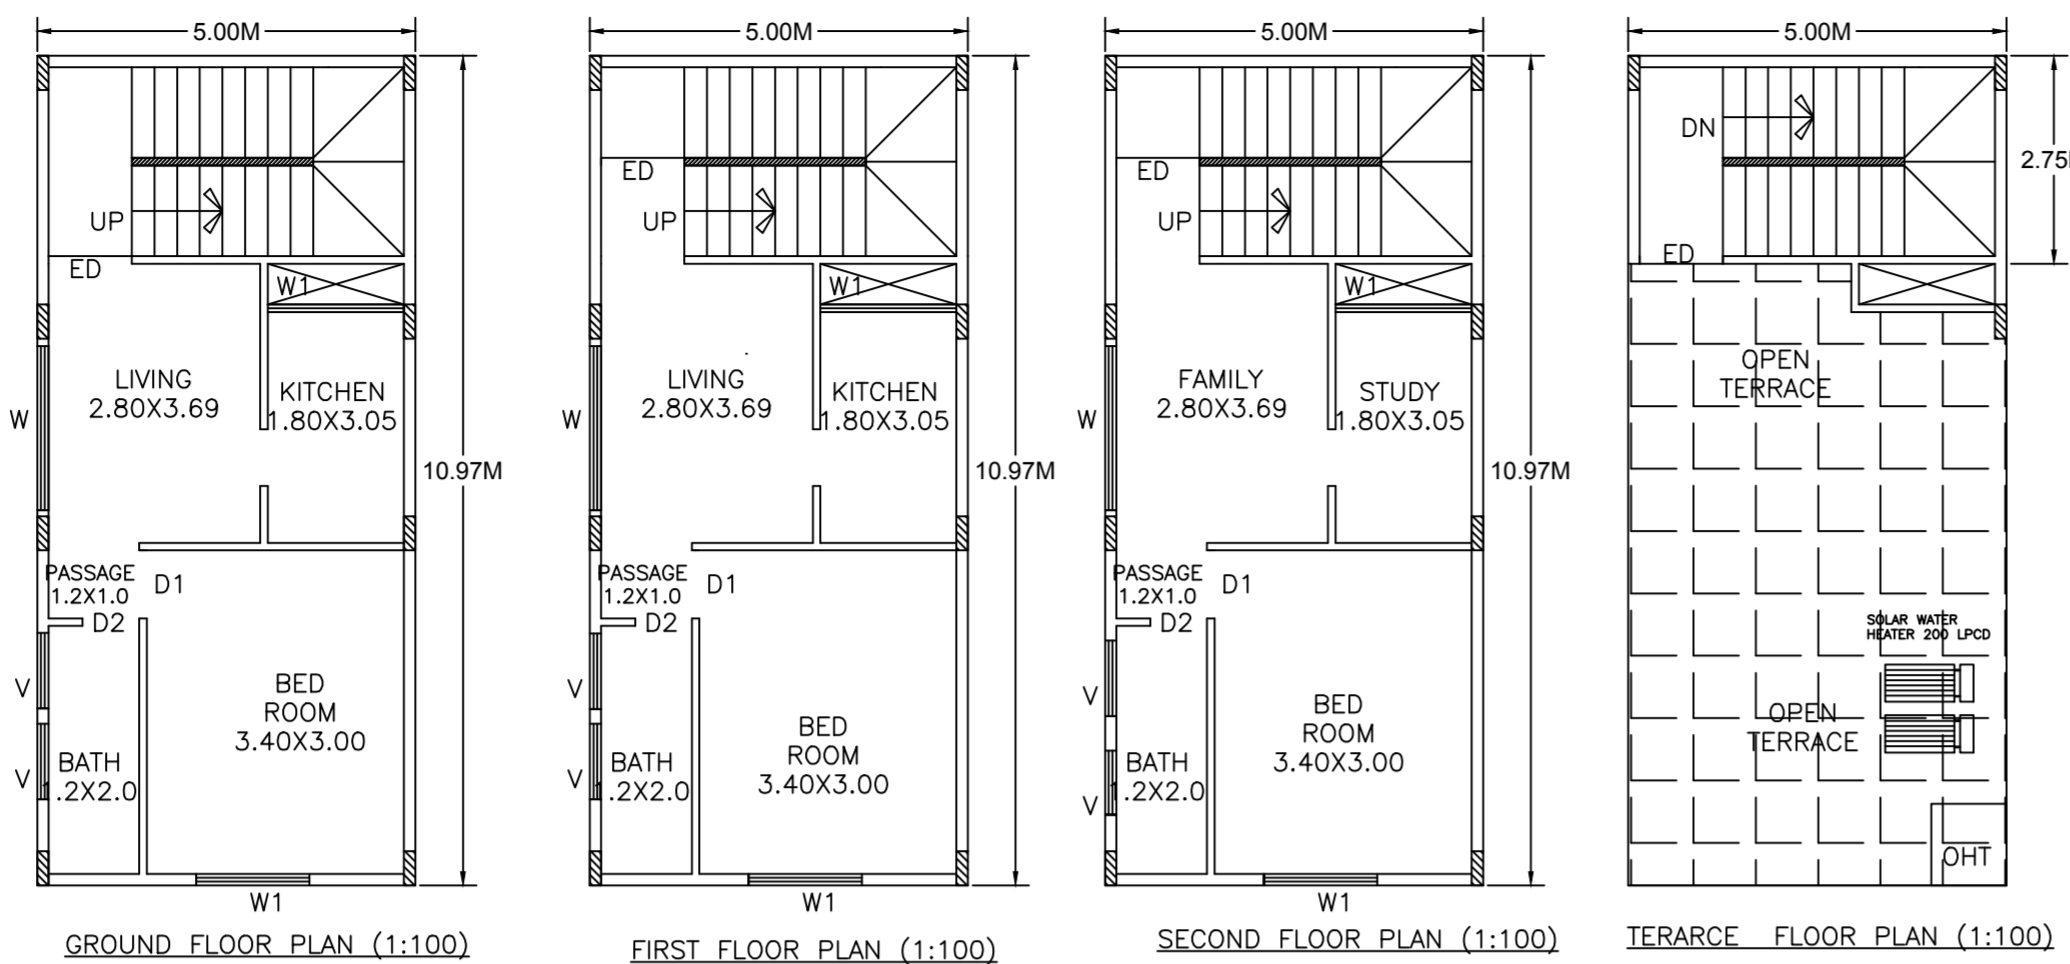 5.00M
UP
ED
W1
LIVING
2.80X3.69
KITCHEN
1.80X3.05
W
10.97M
PASSAGE
1.2X1.0
D1
D2
V
BED
ROOM
3.40X3.00
V
BATH
1.2X2.0
W1
GROUND FLOOR PLAN (1:100)
5.00M
ED
UP
W1
LIVING
2.80X3.69
KITCHEN
1.80X3.05
W
10.97M
PASSAGE
1.2X1.0
D1
D2
V
BED
ROOM
3.40X3.00
V
BATH
1.2X2.0
W1
FIRST FLOOR PLAN (1:100)
5.00M
ED
UP
W1
FAMILY
2.80X3.69
STUDY
1.80X3.05
W
10.97M
PASSAGE
1.2X1.0
D1
D2
V
BED
ROOM
3.40X3.00
BATH
1.2X2.0
V
W1
SECOND FLOOR PLAN (1:100)
5.00M
DN
2.75
ED
OPEN
TERRACE
SOLAR WATER
HEATER 200 LPCD
OPEN
TERRACE
OHT
TERARCE FLOOR PLAN (1:100)